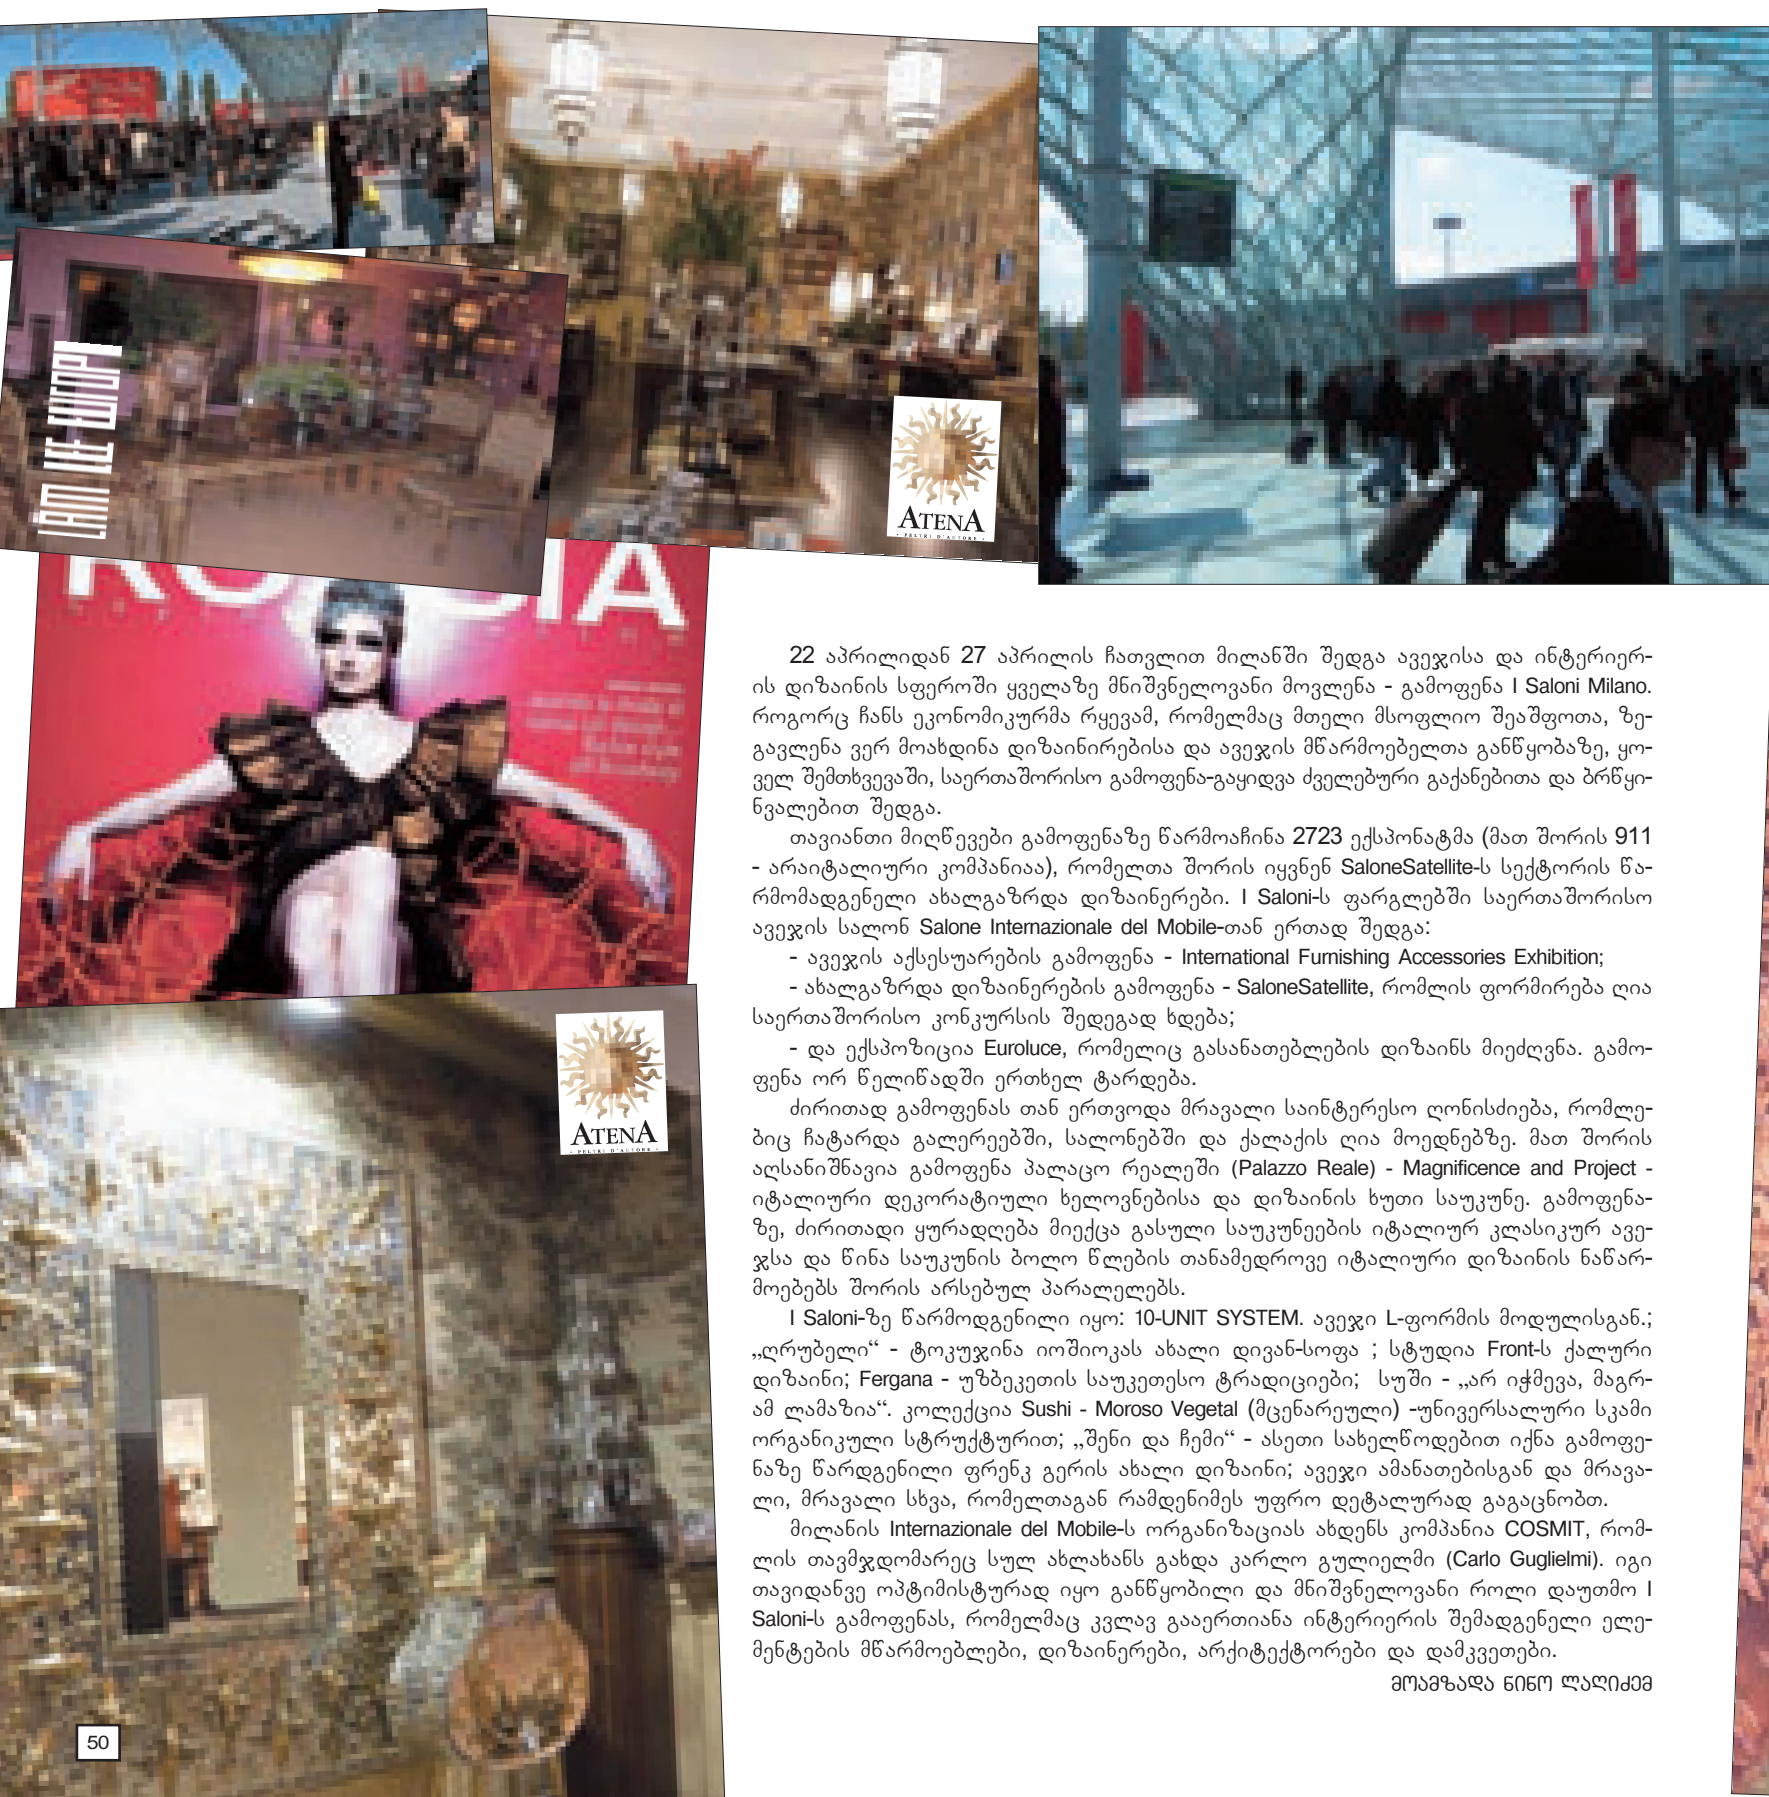 ATENA
PELTRI D'AUTORE
ATENA
PELTRI D'AUTORE
22 აპრილიდან 27 აპრილის ჩათვლით მილანში შედგა ავეჯისა და ინტერიერ-
ის დიზაინის სფეროში ყველაზე მნიშვნელოვანი მოვლენა - გამოფენა I Saloni Milano.
როგორც ჩანს ეკონომიკურმა რყევამ, რომელმაც მთელი მსოფლიო შეაშფოთა, ზე-
გავლენა ვერ მოახდინა დიზაინირებისა და ავეჯის მწარმოებელთა განწყობაზე, ყო-
ველ შემთხვევაში, საერთაშორისო გამოფენა-გაყიდვა ძველებური გაქანებითა და ბრწყი-
ნვალებით შედგა.
თავიანთი მიღწევები გამოფენაზე წარმოაჩინა 2723 ექსპონატმა (მათ შორის 911
- არაიტალიური კომპანიაა), რომელთა შორის იყვნენ SaloneSatellite-ს სექტორის წა-
რმომადგენელი ახალგაზრდა დიზაინერები. I Saloni-ს ფარგლებში საერთაშორისო
ავეჯის სალონ Salone Internazionale del Mobile-თან ერთად შედგა:
- ავეჯის აქსესუარების გამოფენა - International Furnishing Accessories Exhibition;
- ახალგაზრდა დიზაინერების გამოფენა - SaloneSatellite, რომლის ფორმირება ღია
საერთაშორისო კონკურსის შედეგად ხდება;
- და ექსპოზიცია Euroluce, რომელიც გასანათებლების დიზაინს მიეძღვნა. გამო-
ფენა ორ წელიწადში ერთხელ ტარდება.
ძირითად გამოფენას თან ერთვოდა მრავალი საინტერესო ღონისძიება, რომლე-
ბიც ჩატარდა გალერეებში, სალონებში და ქალაქის ღია მოედნებზე. მათ შორის
აღსანიშნავია გამოფენა პალაცო რეალეში (Palazzo Reale) - Magnificence and Project -
იტალიური დეკორატიული ხელოვნებისა და დიზაინის ხუთი საუკუნე. გამოფენა-
ზე, ძირითადი ყურადღება მიექცა გასული საუკუნეების იტალიურ კლასიკურ ავე-
ჯსა და წინა საუკუნის ბოლო წლების თანამედროვე იტალიური დიზაინის ნაწარ-
მოებებს შორის არსებულ პარალელებს.
I Saloni-ზე წარმოდგენილი იყო: 10-UNIT SYSTEM. ავეჯი L-ფორმის მოდულისგან.;
„ღრუბელი“ - ტოკუჯინა იოშიოკას ახალი დივან-სოფა ; სტუდია Front-ს ქალური
დიზაინი; Fergana - უზბეკეთის საუკეთესო ტრადიციები; სუში - „არ იჭმევა, მაგრ-
ამ ლამაზია“. კოლექცია Sushi - Moroso Vegetal (მცენარეული) -უნივერსალური სკამი
ორგანიკული სტრუქტურით; „შენი და ჩემი“ - ასეთი სახელწოდებით იქნა გამოფე-
ნაზე წარდგენილი ფრენკ გერის ახალი დიზაინი; ავეჯი ამანათებისგან და მრავა-
ლი, მრავალი სხვა, რომელთაგან რამდენიმეს უფრო დეტალურად გაგაცნობთ.
მილანის Internazionale del Mobile-ს ორგანიზაციას ახდენს კომპანია COSMIT, რომ-
ლის თავმჯდომარეც სულ ახლახანს გახდა კარლო გულიელმი (Carlo Guglielmi). იგი
თავიდანვე ოპტიმისტურად იყო განწყობილი და მნიშვნელოვანი როლი დაუთმო I
Saloni-ს გამოფენას, რომელმაც კვლავ გააერთიანა ინტერიერის შემადგენელი ელე-
მენტების მწარმოებლები, დიზაინერები, არქიტექტორები და დამკვეთები.
მოამზადა ნინო ლაღიძემ
50